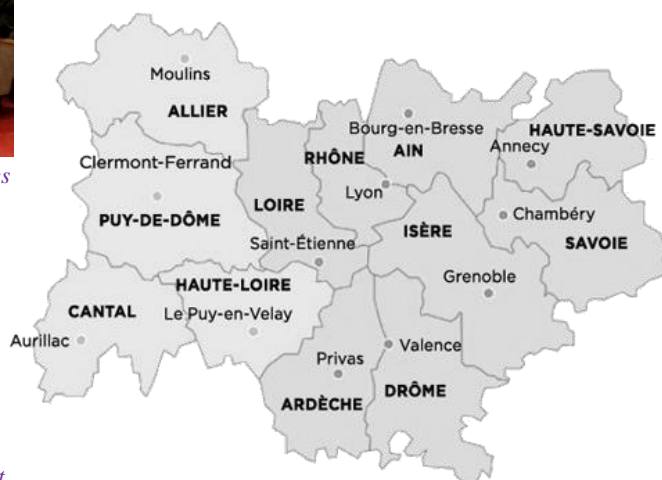 Moulins
ALLIER
Bourg-en-Bresse
HAUTE-SAVOIE
Clermont-Ferrand
RHÔNE
AIN
Annecy
s
Lyon
PUY-DE-DÔME
LOIRE
Chambéry
ISÈRE
Saint-Étienne
SAVOIE
HAUTE-LOIRE
Grenoble
CANTAL
Le Puy-en-Velay
Aurillac
Privas
Valence
ARDÈCHE
DRÔME
t